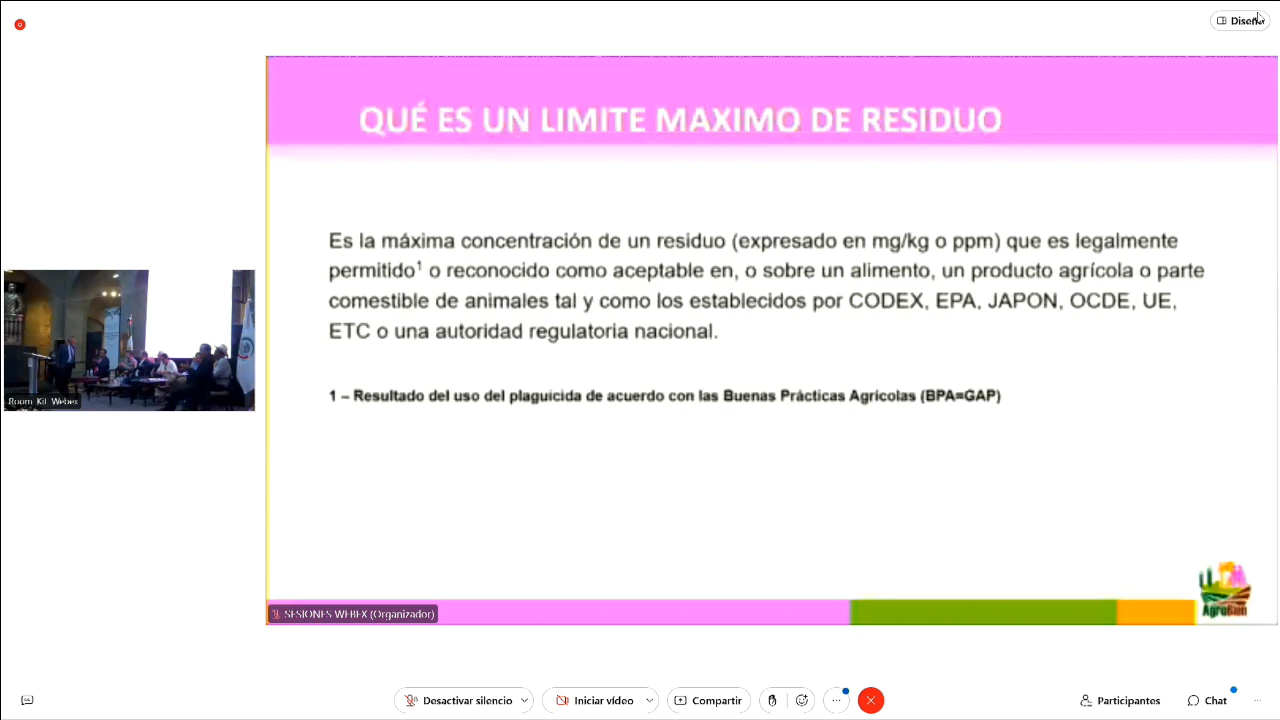 Diseño
QUÉ ES UN LIMITE MAXIMO DE RESIDUO
Es la máxima concentración de un residuo (expresado en mg/kg o ppm) que es legalmente
permitido1 o reconocido como aceptable en, o sobre un alimento, un producto agrícola o parte
comestible de animales tal y como los establecidos por CODEX, EPA, JAPON, OCDE, UE,
ETC o una autoridad regulatoria nacional.
1 – Resultado del uso del plaguicida de acuerdo con las Buenas Prácticas Agrícolas (BPA=GAP)
Room Kit Webex
AgroBien
SESIONES WEBEX (Organizador)
Desactivar silencio
Iniciar vídeo
Compartir
Participantes
Chat